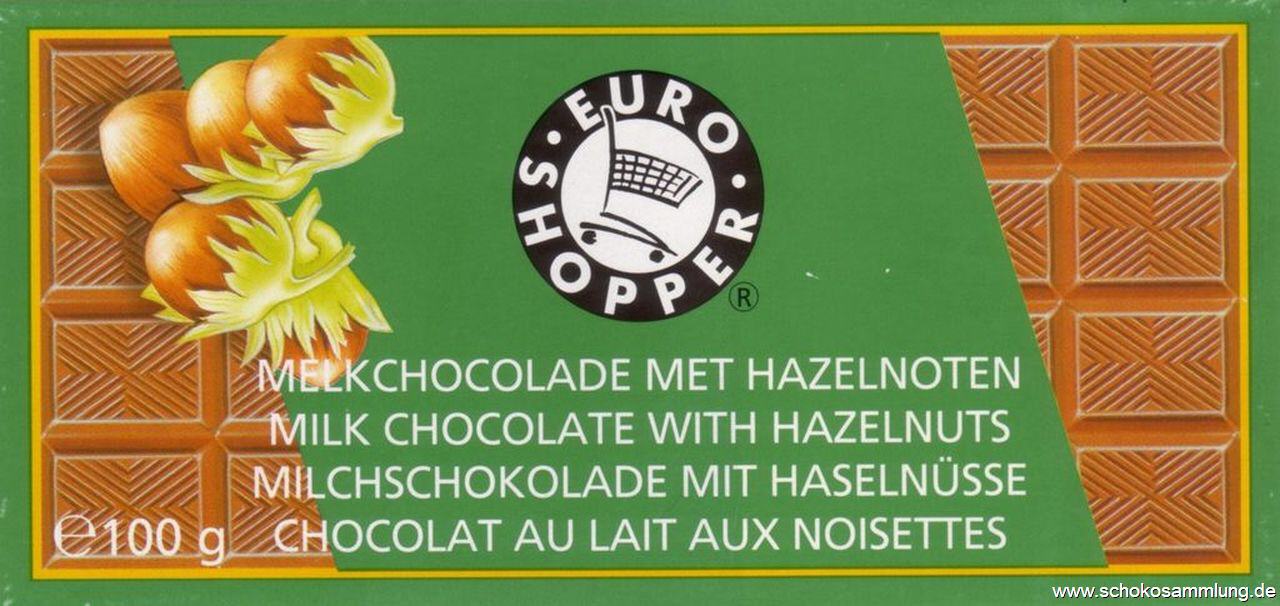 EURO SHOPPER
®
MELKCHOCOLADE MET HAZELNOTEN
MILK CHOCOLATE WITH HAZELNUTS
MILCHSCHOKOLADE MIT HASELNÜSSE
CHOCOLAT AU LAIT AUX NOISETTES
℮100 g
www.schokosammlung.de